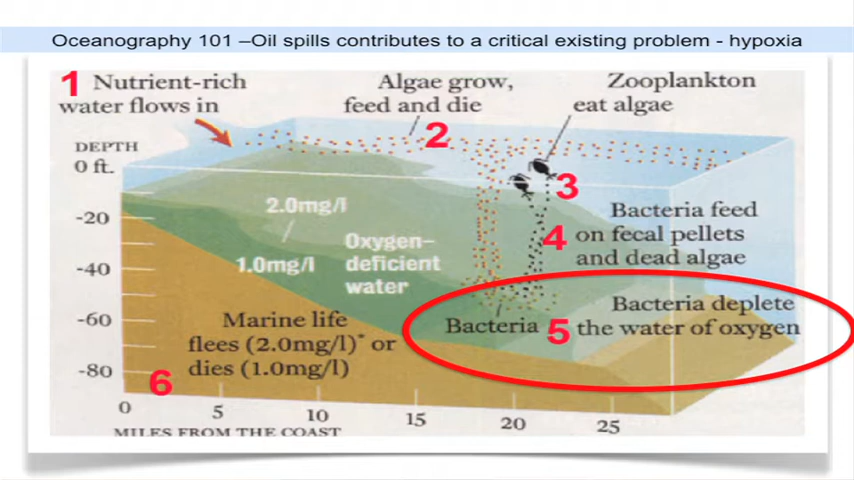 Oceanography 101 –Oil spills contributes to a critical existing problem - hypoxia
1 Nutrient-rich
water flows in
Algae grow,
feed and die
2
Zooplankton
eat algae
3
DEPTH
0 ft.
-20
-40
-60
-80
2.0mg/l
1.0mg/l
Oxygen-
deficient
water
Bacteria feed
4 on fecal pellets
and dead algae
Bacteria
Bacteria deplete
5 the water of oxygen
Marine life
flees (2.0mg/l)* or
dies (1.0mg/l)
6
0 5 10 15 20 25
MILES FROM THE COAST